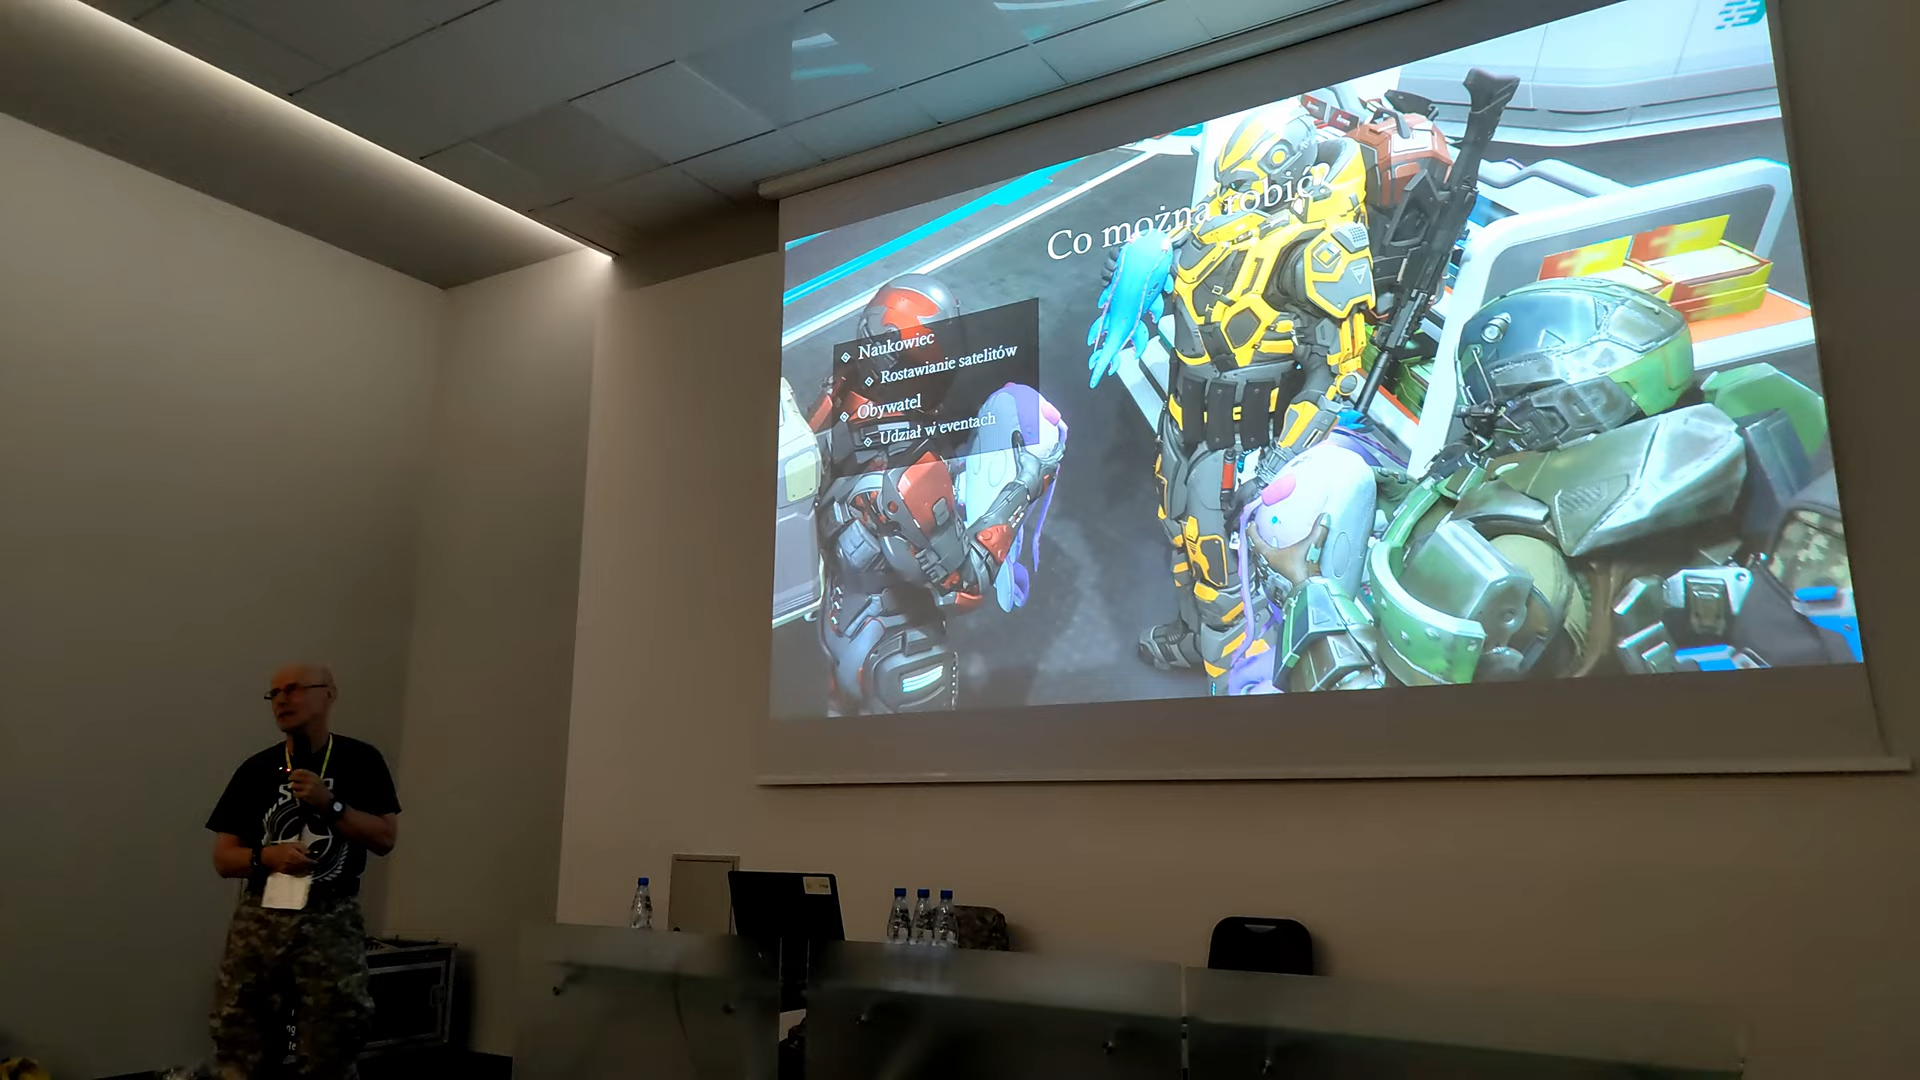 Co można robić?
Naukowiec
Rostawianie satelitów
Obywatel
Udział w eventach